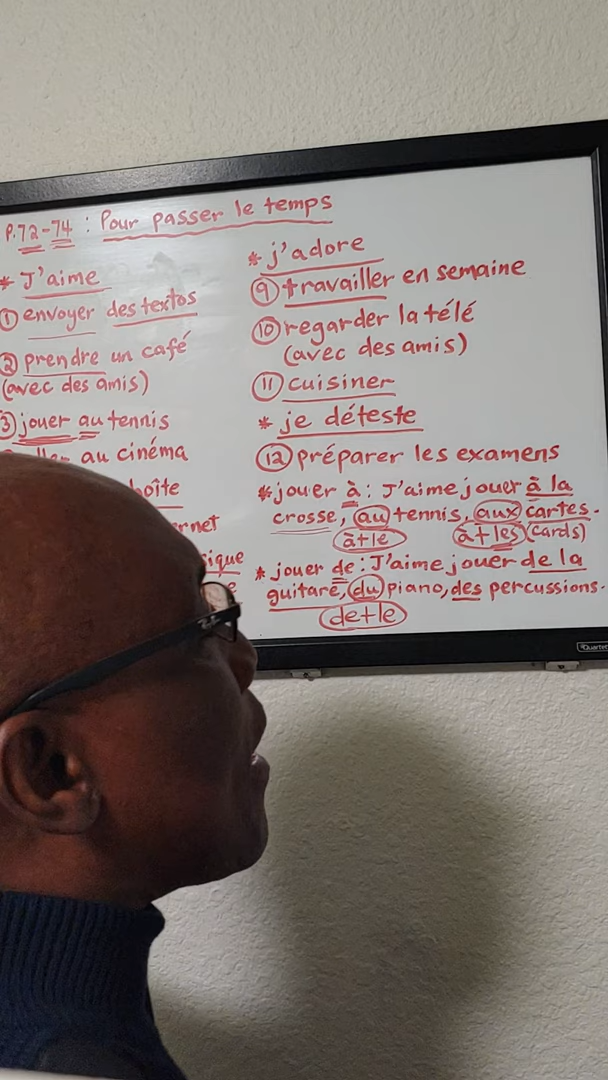 P.72-74 : Pour passer le temps
* J'aime
① envoyer des textos
② prendre un café
(avec des amis)
③ jouer au tennis
au cinéma
boîte
* j'adore
⑨ travailler en semaine
⑩ regarder la télé
(avec des amis)
⑪ cuisiner
* je déteste
⑫ préparer les examens
* jouer à : J'aime jouer à la
crosse, au tennis, aux cartes.
à+le à+les (cards)
* jouer de : J'aime jouer de la
guitare, du piano, des percussions.
de+le
Quartet
Ray-Ban